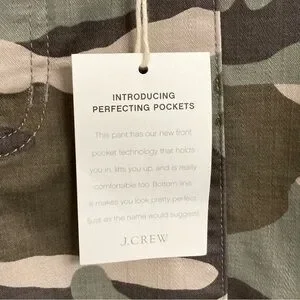 INTRODUCING
PERFECTING POCKETS
This pant has our new front
pocket technology that holds
you in, lifts you up, and is really
comfortable too. Bottom line:
it makes you look pretty perfect.
Just as the name would suggest.
J.CREW